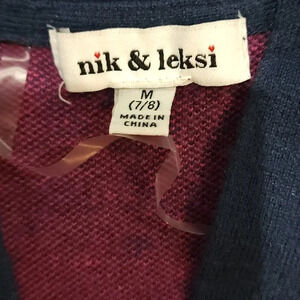 nik & leksi
M
(7/8)
MADE IN
CHINA